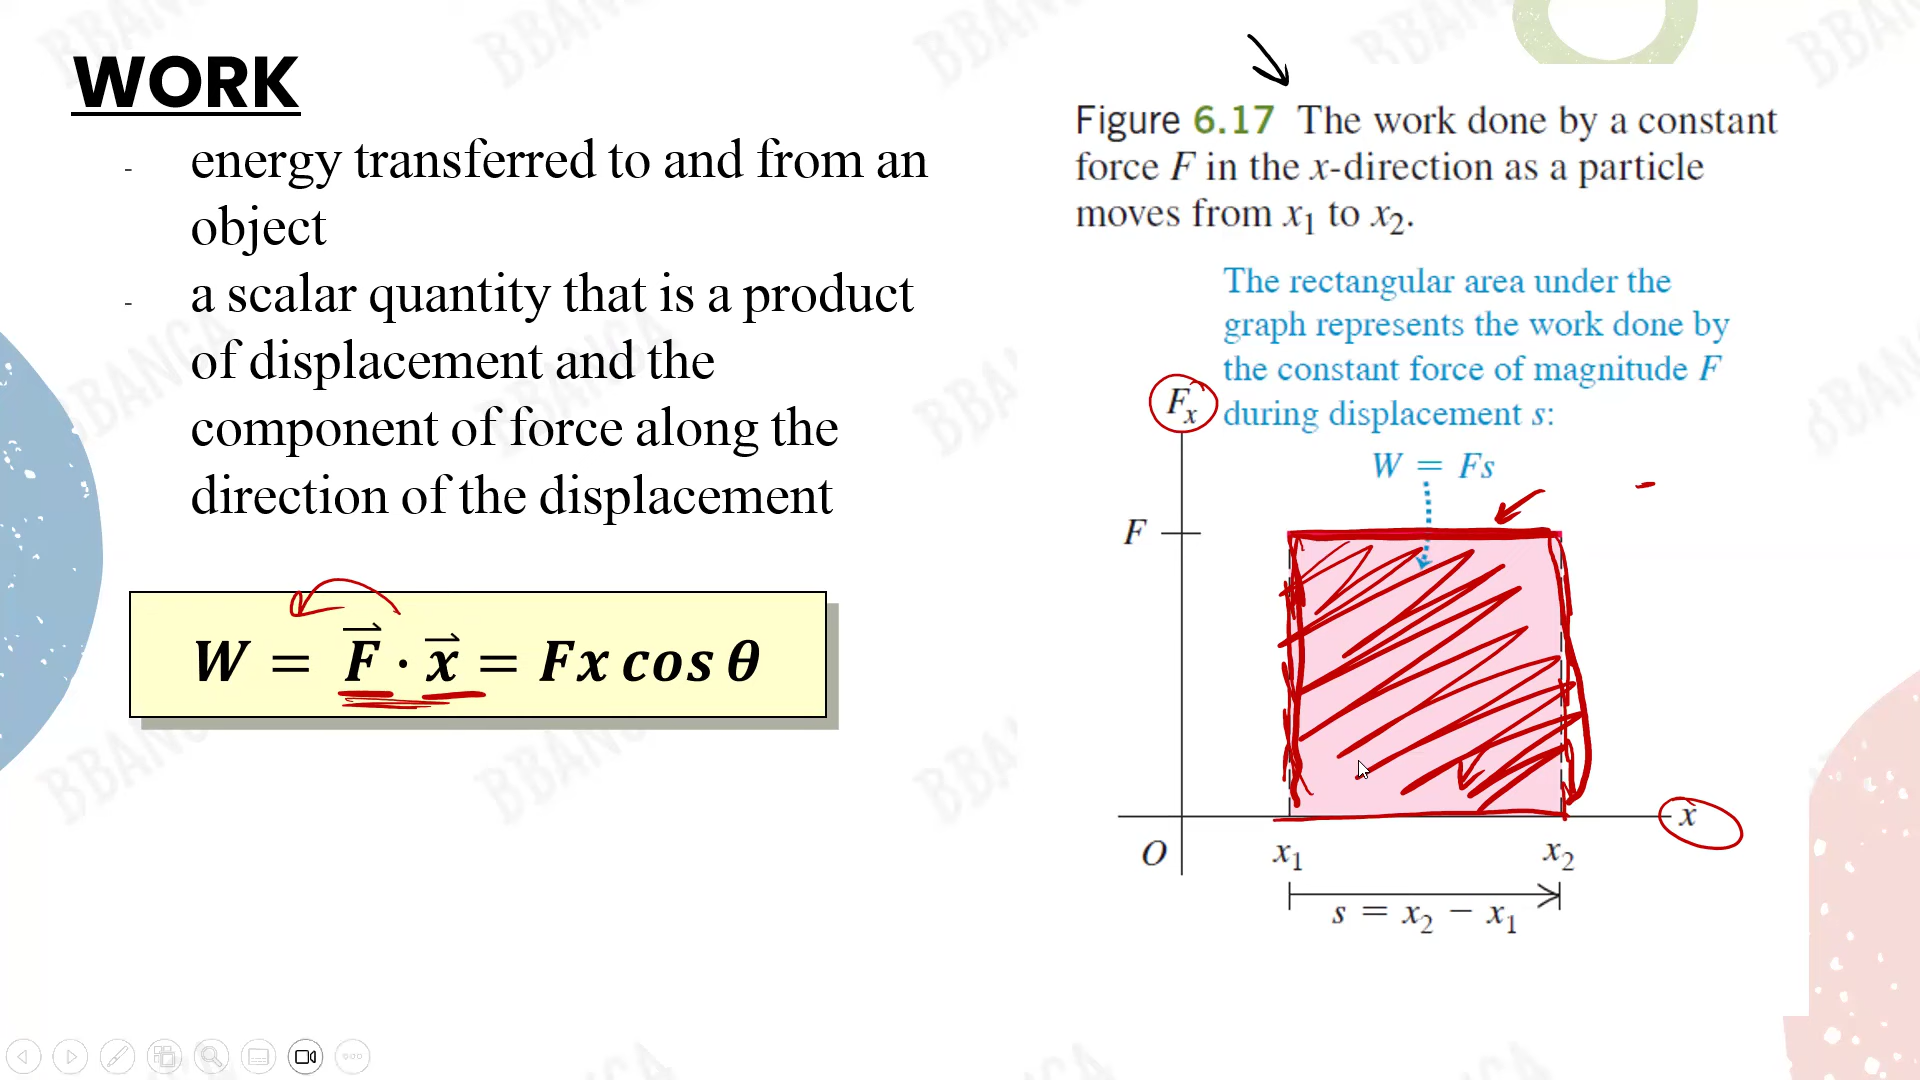 WORK
- energy transferred to and from an
object
- a scalar quantity that is a product
of displacement and the
component of force along the
direction of the displacement
W = F⃗ · x⃗ = Fx cos θ
Figure 6.17 The work done by a constant
force F in the x-direction as a particle
moves from x₁ to x₂.
The rectangular area under the
graph represents the work done by
the constant force of magnitude F
during displacement s:
W = Fs
Fₓ
F
x
O
x₁
x₂
s = x₂ − x₁
BBANGA